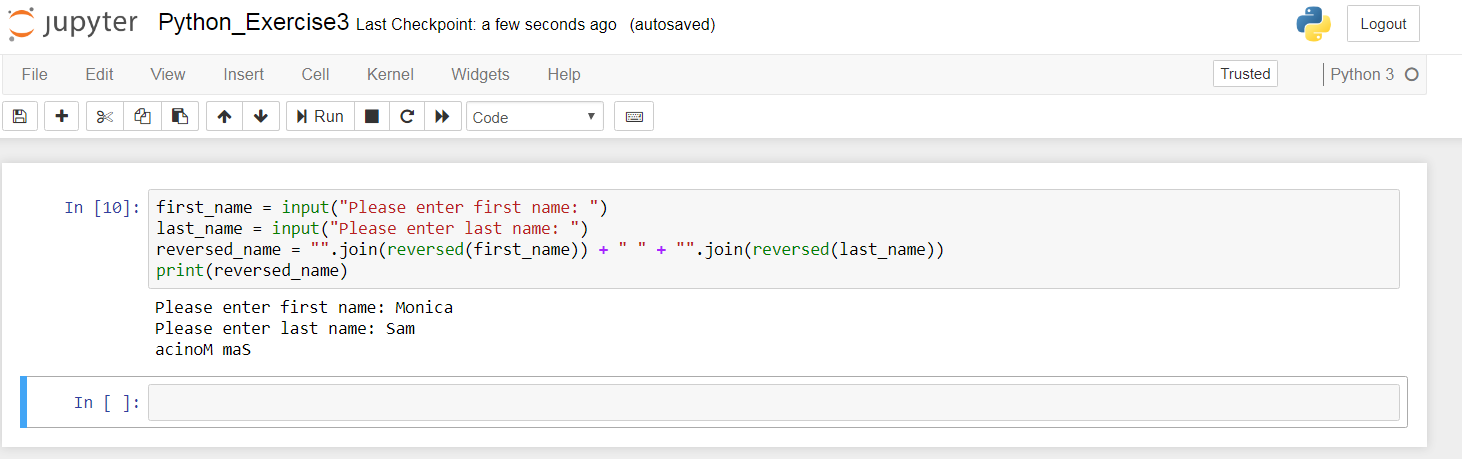 jupyter Python_Exercise3 Last Checkpoint: a few seconds ago (autosaved) Logout
File Edit View Insert Cell Kernel Widgets Help Trusted Python 3
Run Code
In [10]: first_name = input("Please enter first name: ")
last_name = input("Please enter last name: ")
reversed_name = "".join(reversed(first_name)) + " " + "".join(reversed(last_name))
print(reversed_name)
Please enter first name: Monica
Please enter last name: Sam
acinoM maS
In [ ]: